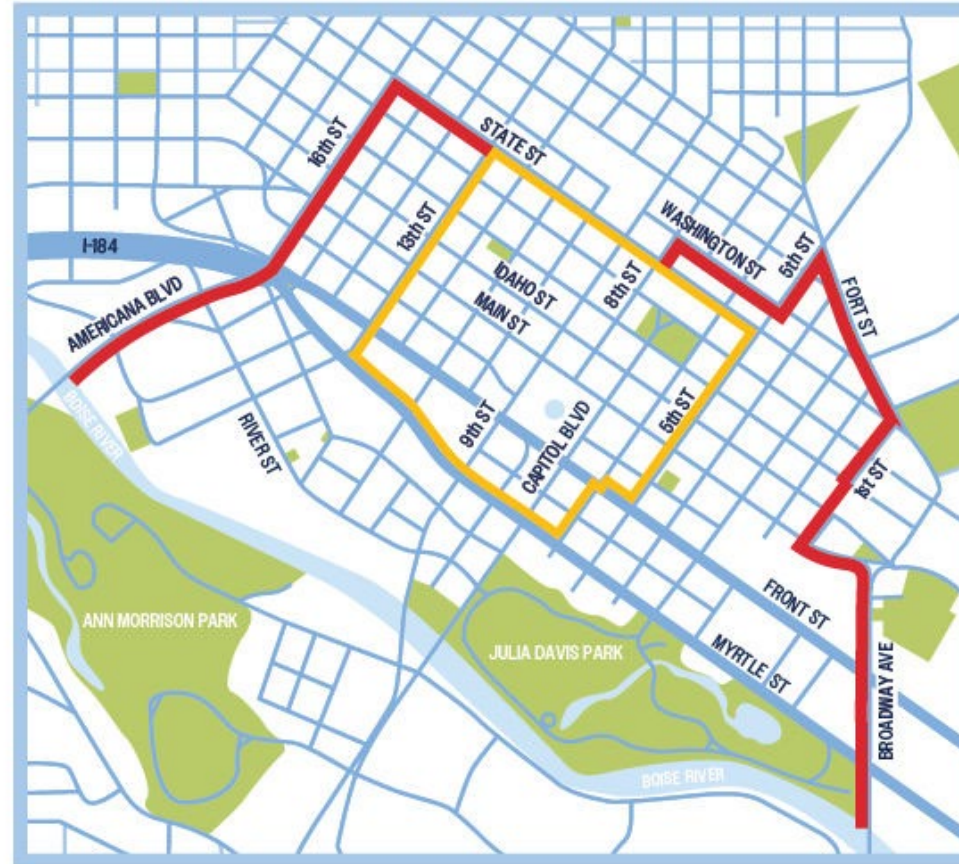 16th ST
STATE ST
13th ST
WASHINGTON ST
5th ST
I-184
8th ST
IDAHO ST
FORT ST
MAIN ST
AMERICANA BLVD
BOISE RIVER
RIVER ST
9th ST
CAPITOL BLVD
5th ST
1st ST
FRONT ST
ANN MORRISON PARK
JULIA DAVIS PARK
MYRTLE ST
BROADWAY AVE
BOISE RIVER